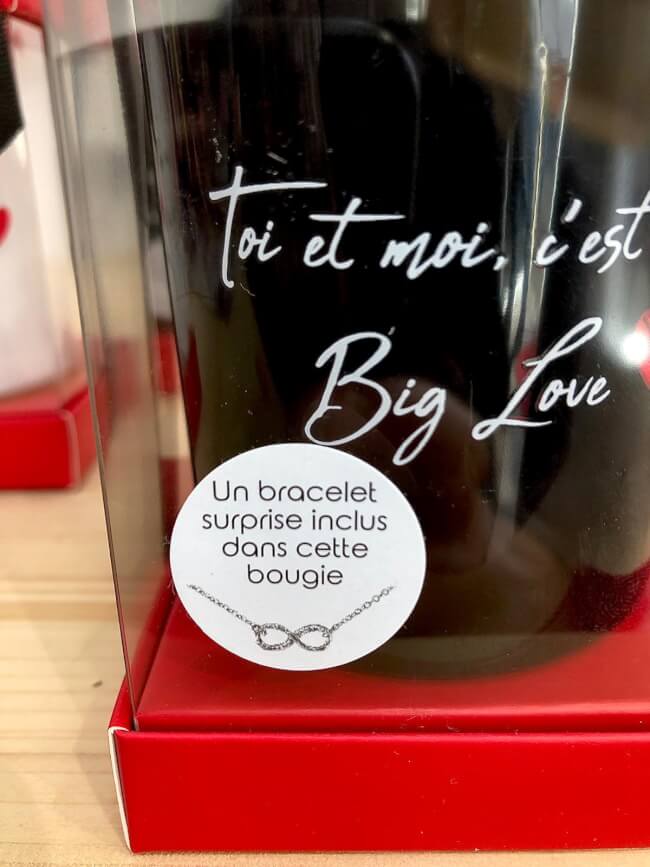 Toi et moi, c'est
Big Love
Un bracelet
surprise inclus
dans cette
bougie